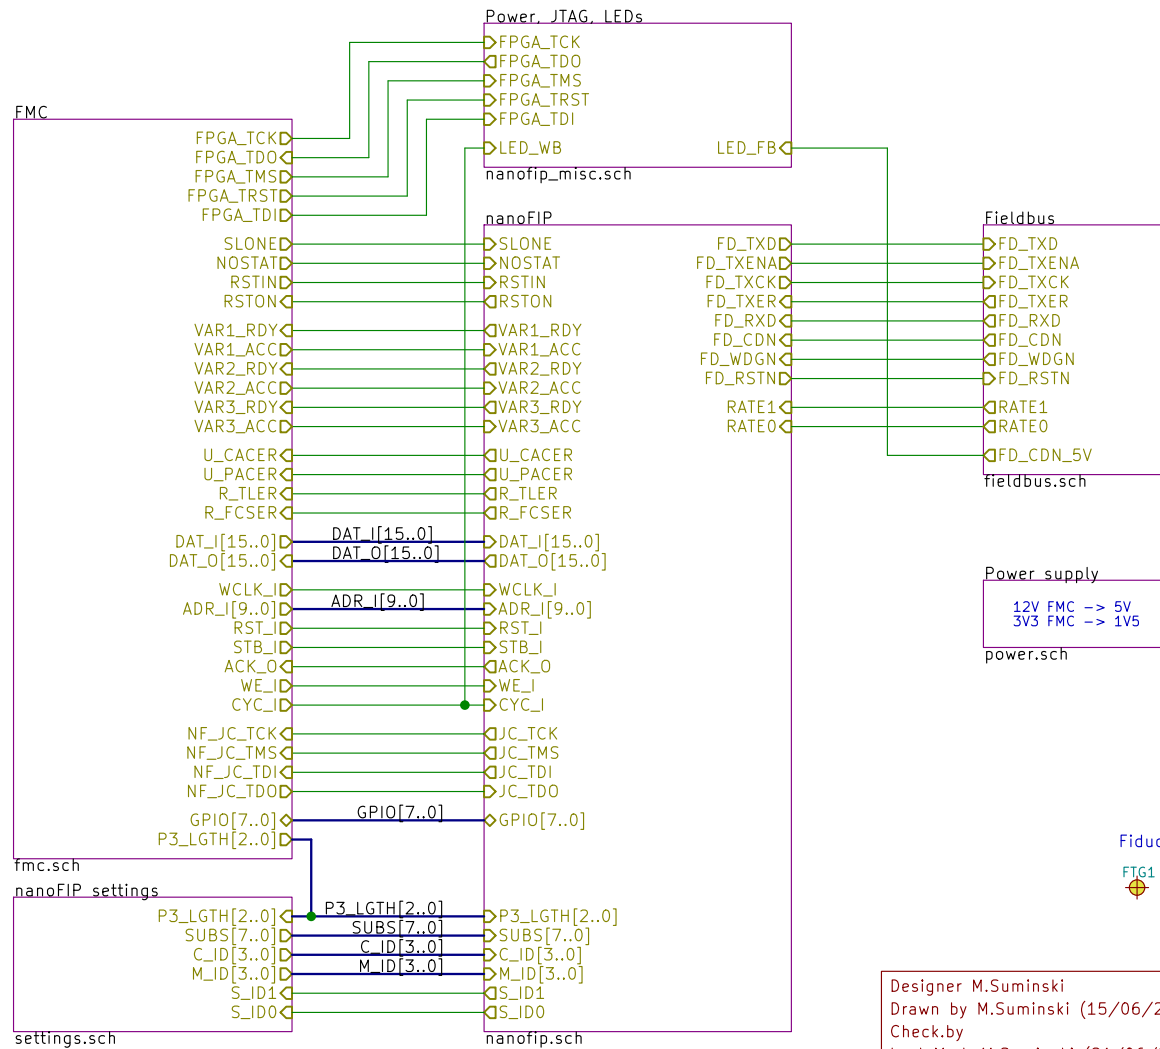 Power, JTAG, LEDs
FPGA_TCK
FPGA_TDO
FPGA_TMS
FPGA_TRST
FPGA_TDI
LED_WB
LED_FB
nanofip_misc.sch
FMC
FPGA_TCK
FPGA_TDO
FPGA_TMS
FPGA_TRST
FPGA_TDI
SLONE
NOSTAT
RSTIN
RSTON
VAR1_RDY
VAR1_ACC
VAR2_RDY
VAR2_ACC
VAR3_RDY
VAR3_ACC
U_CACER
U_PACER
R_TLER
R_FCSER
DAT_I[15..0]
DAT_O[15..0]
WCLK_I
ADR_I[9..0]
RST_I
STB_I
ACK_O
WE_I
CYC_I
NF_JC_TCK
NF_JC_TMS
NF_JC_TDI
NF_JC_TDO
GPIO[7..0]
P3_LGTH[2..0]
fmc.sch
DAT_I[15..0]
DAT_O[15..0]
ADR_I[9..0]
GPIO[7..0]
P3_LGTH[2..0]
SUBS[7..0]
C_ID[3..0]
M_ID[3..0]
nanoFIP settings
P3_LGTH[2..0]
SUBS[7..0]
C_ID[3..0]
M_ID[3..0]
S_ID1
S_ID0
settings.sch
nanoFIP
SLONE
NOSTAT
RSTIN
RSTON
VAR1_RDY
VAR1_ACC
VAR2_RDY
VAR2_ACC
VAR3_RDY
VAR3_ACC
U_CACER
U_PACER
R_TLER
R_FCSER
DAT_I[15..0]
DAT_O[15..0]
WCLK_I
ADR_I[9..0]
RST_I
STB_I
ACK_O
WE_I
CYC_I
JC_TCK
JC_TMS
JC_TDI
JC_TDO
GPIO[7..0]
P3_LGTH[2..0]
SUBS[7..0]
C_ID[3..0]
M_ID[3..0]
S_ID1
S_ID0
FD_TXD
FD_TXENA
FD_TXCK
FD_TXER
FD_RXD
FD_CDN
FD_WDGN
FD_RSTN
RATE1
RATE0
nanofip.sch
Fieldbus
FD_TXD
FD_TXENA
FD_TXCK
FD_TXER
FD_RXD
FD_CDN
FD_WDGN
FD_RSTN
RATE1
RATE0
FD_CDN_5V
fieldbus.sch
Power supply
12V FMC -> 5V
3V3 FMC -> 1V5
power.sch
Fiduc
FTG1
Designer M.Suminski
Drawn by M.Suminski (15/06/2
Check.by